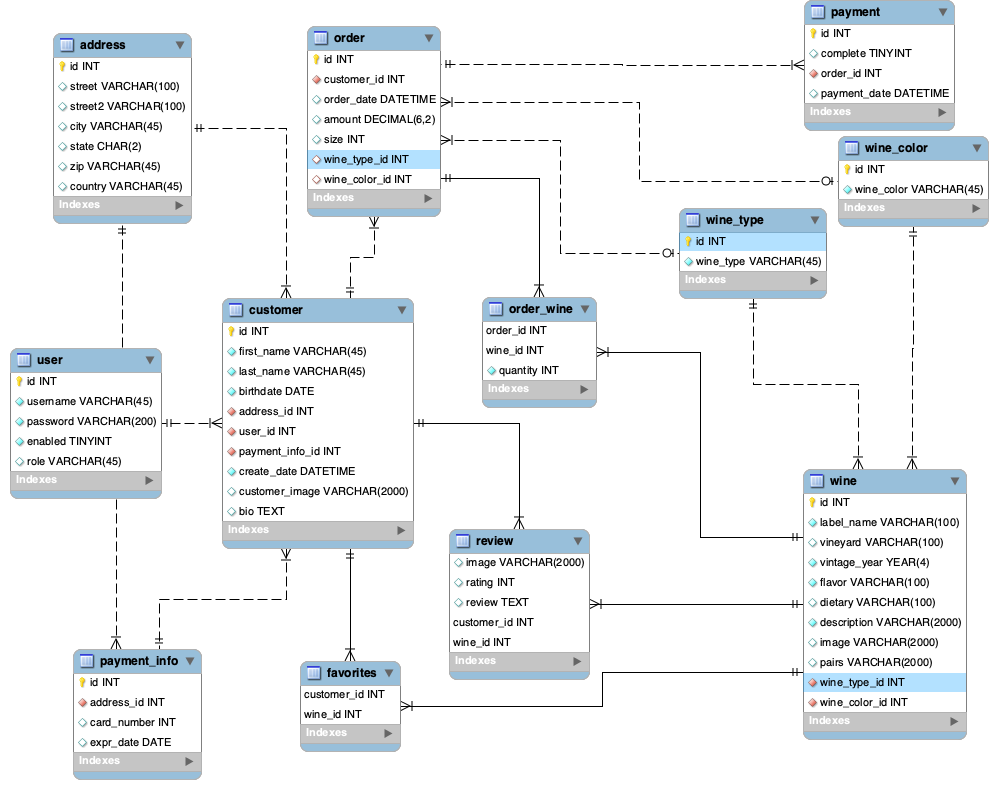 address
id INT
street VARCHAR(100)
street2 VARCHAR(100)
city VARCHAR(45)
state CHAR(2)
zip VARCHAR(45)
country VARCHAR(45)
Indexes
order
id INT
customer_id INT
order_date DATETIME
amount DECIMAL(6,2)
size INT
wine_type_id INT
wine_color_id INT
Indexes
payment
id INT
complete TINYINT
order_id INT
payment_date DATETIME
Indexes
wine_color
id INT
wine_color VARCHAR(45)
Indexes
wine_type
id INT
wine_type VARCHAR(45)
Indexes
customer
id INT
first_name VARCHAR(45)
last_name VARCHAR(45)
birthdate DATE
address_id INT
user_id INT
payment_info_id INT
create_date DATETIME
customer_image VARCHAR(2000)
bio TEXT
Indexes
order_wine
order_id INT
wine_id INT
quantity INT
Indexes
user
id INT
username VARCHAR(45)
password VARCHAR(200)
enabled TINYINT
role VARCHAR(45)
Indexes
wine
id INT
label_name VARCHAR(100)
vineyard VARCHAR(100)
vintage_year YEAR(4)
flavor VARCHAR(100)
dietary VARCHAR(100)
description VARCHAR(2000)
image VARCHAR(2000)
pairs VARCHAR(2000)
wine_type_id INT
wine_color_id INT
Indexes
review
image VARCHAR(2000)
rating INT
review TEXT
customer_id INT
wine_id INT
Indexes
payment_info
id INT
address_id INT
card_number INT
expr_date DATE
Indexes
favorites
customer_id INT
wine_id INT
Indexes